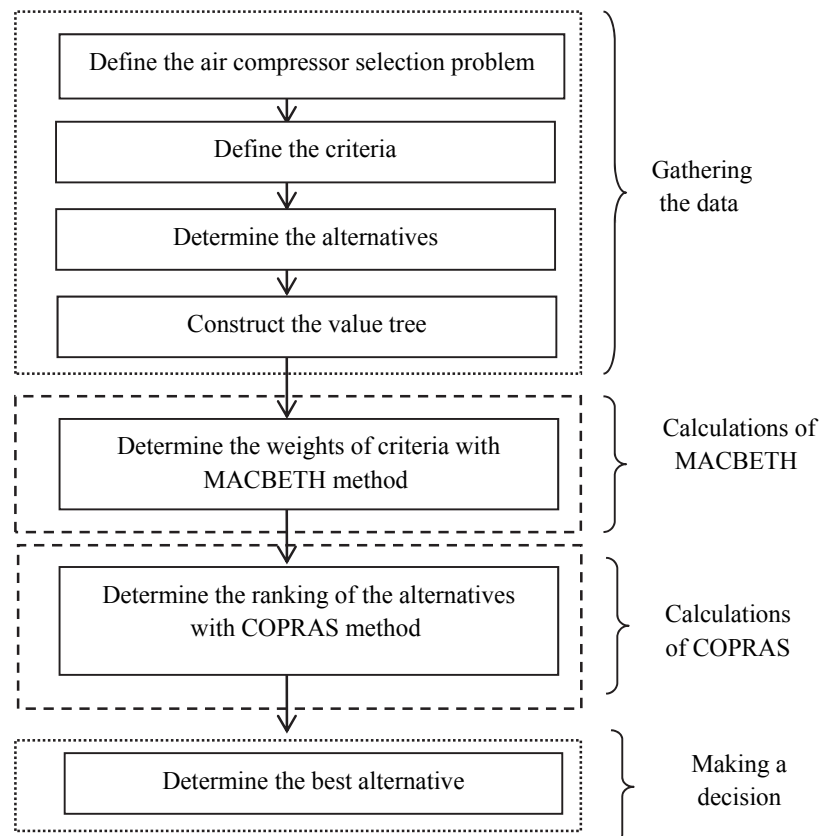 Define the air compressor selection problem
Define the criteria
Determine the alternatives
Construct the value tree
Gathering
the data
Determine the weights of criteria with
MACBETH method
Calculations of
MACBETH
Determine the ranking of the alternatives
with COPRAS method
Calculations
of COPRAS
Determine the best alternative
Making a
decision